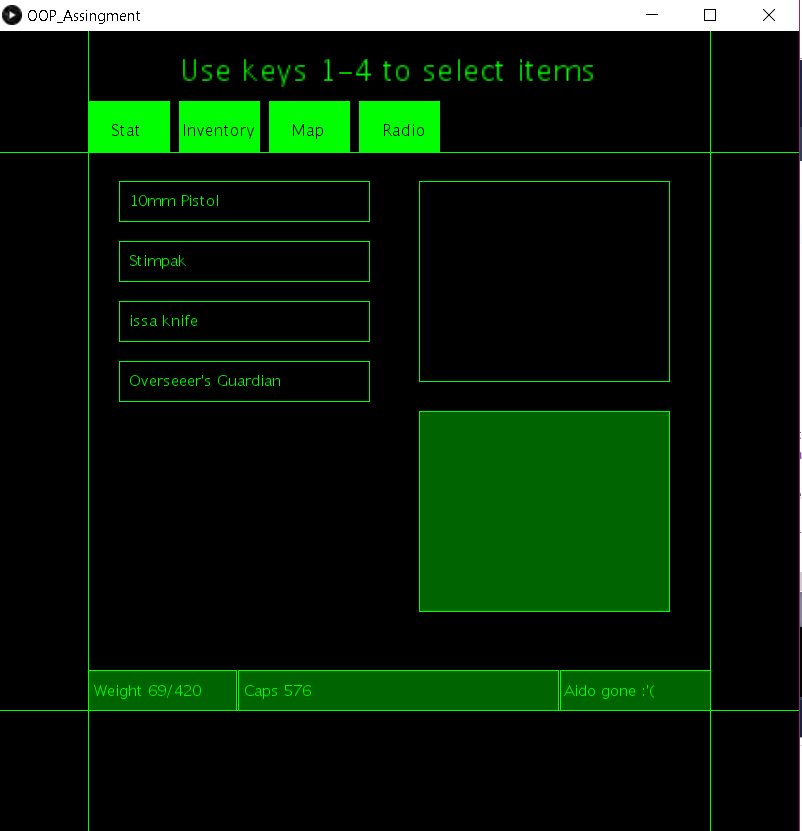 OOP_Assingment
Use keys 1-4 to select items
Stat Inventory Map Radio
10mm Pistol
Stimpak
issa knife
Overseeer's Guardian
Weight 69/420 Caps 576 Aido gone :'(